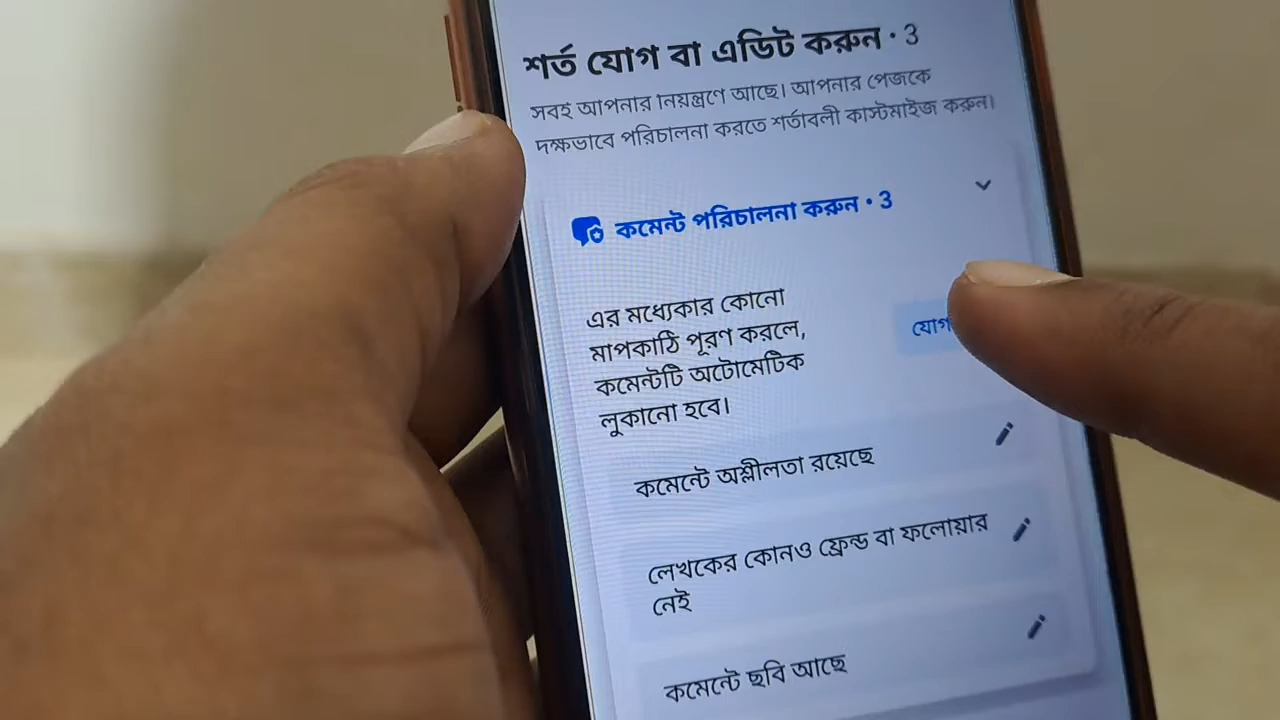 শর্ত যোগ বা এডিট করুন • 3
সবই আপনার নিয়ন্ত্রণে আছে। আপনার পেজকে
দক্ষভাবে পরিচালনা করতে শর্তাবলী কাস্টমাইজ করুন।
কমেন্ট পরিচালনা করুন • 3
এর মধ্যেকার কোনো
মাপকাঠি পূরণ করলে,
কমেন্টটি অটোমেটিক
লুকানো হবে।
যোগ
কমেন্টে অশ্লীলতা রয়েছে
লেখকের কোনও ফ্রেন্ড বা ফলোয়ার
নেই
কমেন্টে ছবি আছে